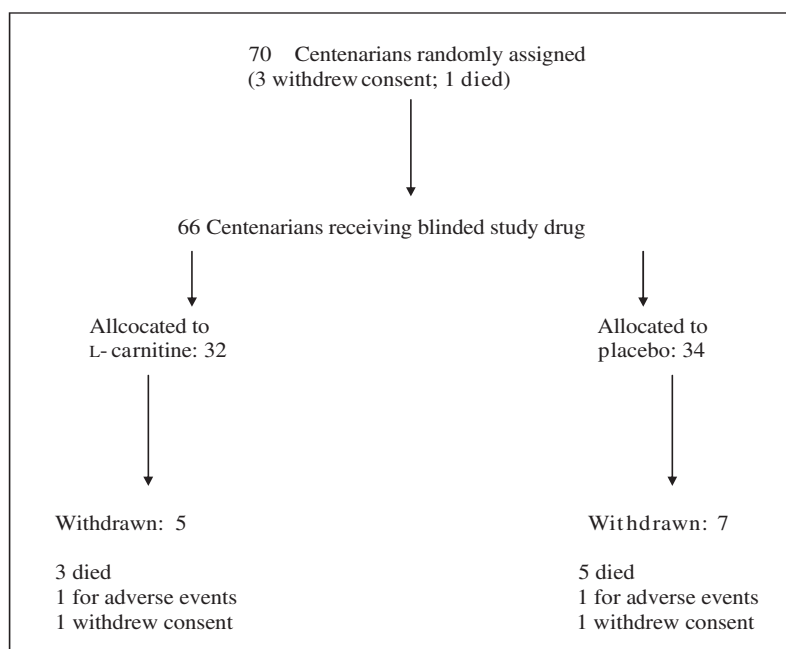 70 Centenarians randomly assigned
(3 withdrew consent; 1 died)
66 Centenarians receiving blinded study drug
Allcocated to
L- carnitine: 32
Allocated to
placebo: 34
Withdrawn: 5
3 died
1 for adverse events
1 withdrew consent
Withdrawn: 7
5 died
1 for adverse events
1 withdrew consent